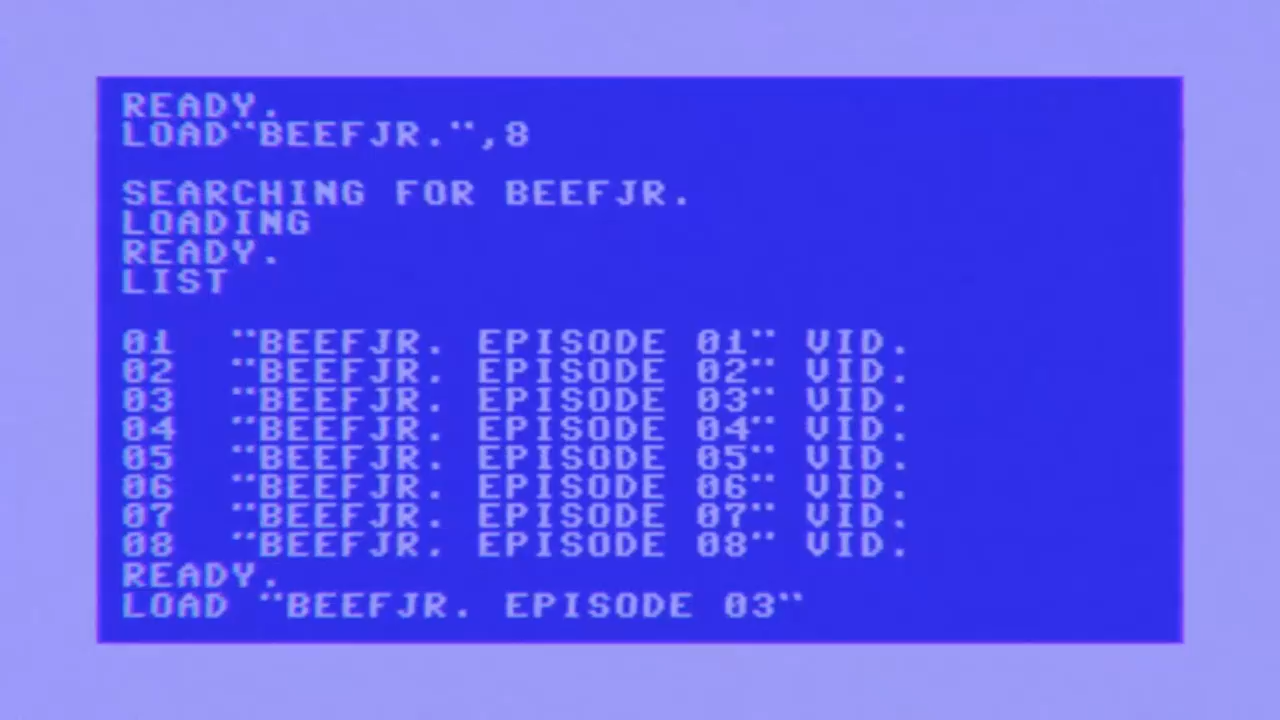 READY.
LOAD"BEEFJR.",8
SEARCHING FOR BEEFJR.
LOADING
READY.
LIST
01 "BEEFJR. EPISODE 01" VID.
02 "BEEFJR. EPISODE 02" VID.
03 "BEEFJR. EPISODE 03" VID.
04 "BEEFJR. EPISODE 04" VID.
05 "BEEFJR. EPISODE 05" VID.
06 "BEEFJR. EPISODE 06" VID.
07 "BEEFJR. EPISODE 07" VID.
08 "BEEFJR. EPISODE 08" VID.
READY.
LOAD "BEEFJR. EPISODE 03"